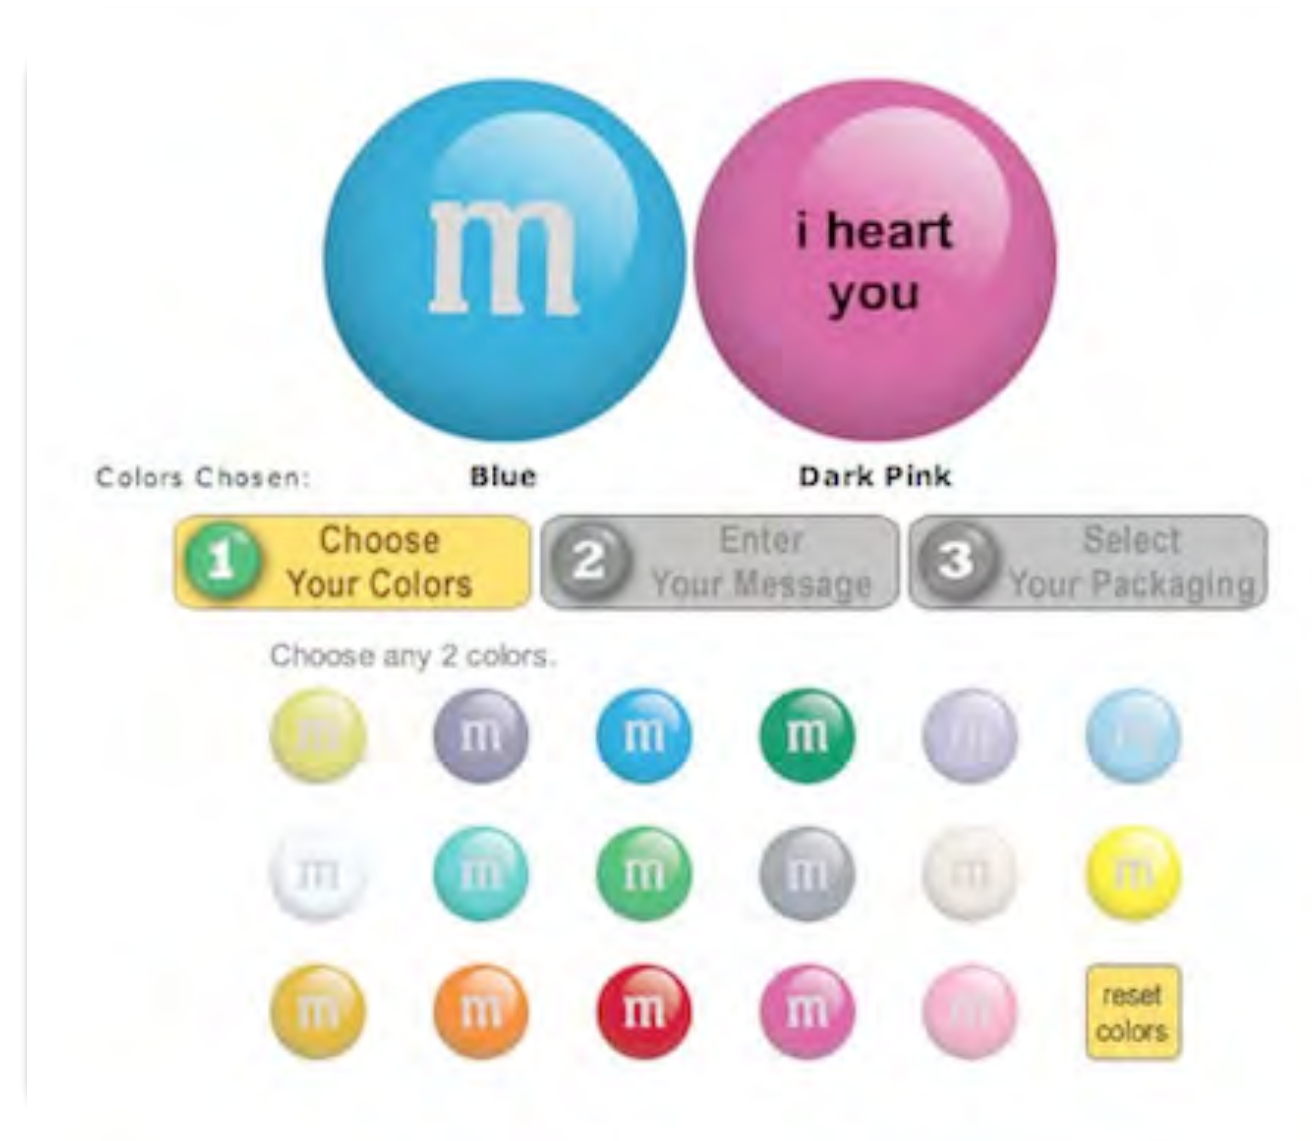 m
i heart
you
Colors Chosen: Blue Dark Pink
1 Choose
Your Colors
2 Enter
Your Message
3 Select
Your Packaging
Choose any 2 colors.
m m m m m m
m m m m m m
m m m m m
reset
colors